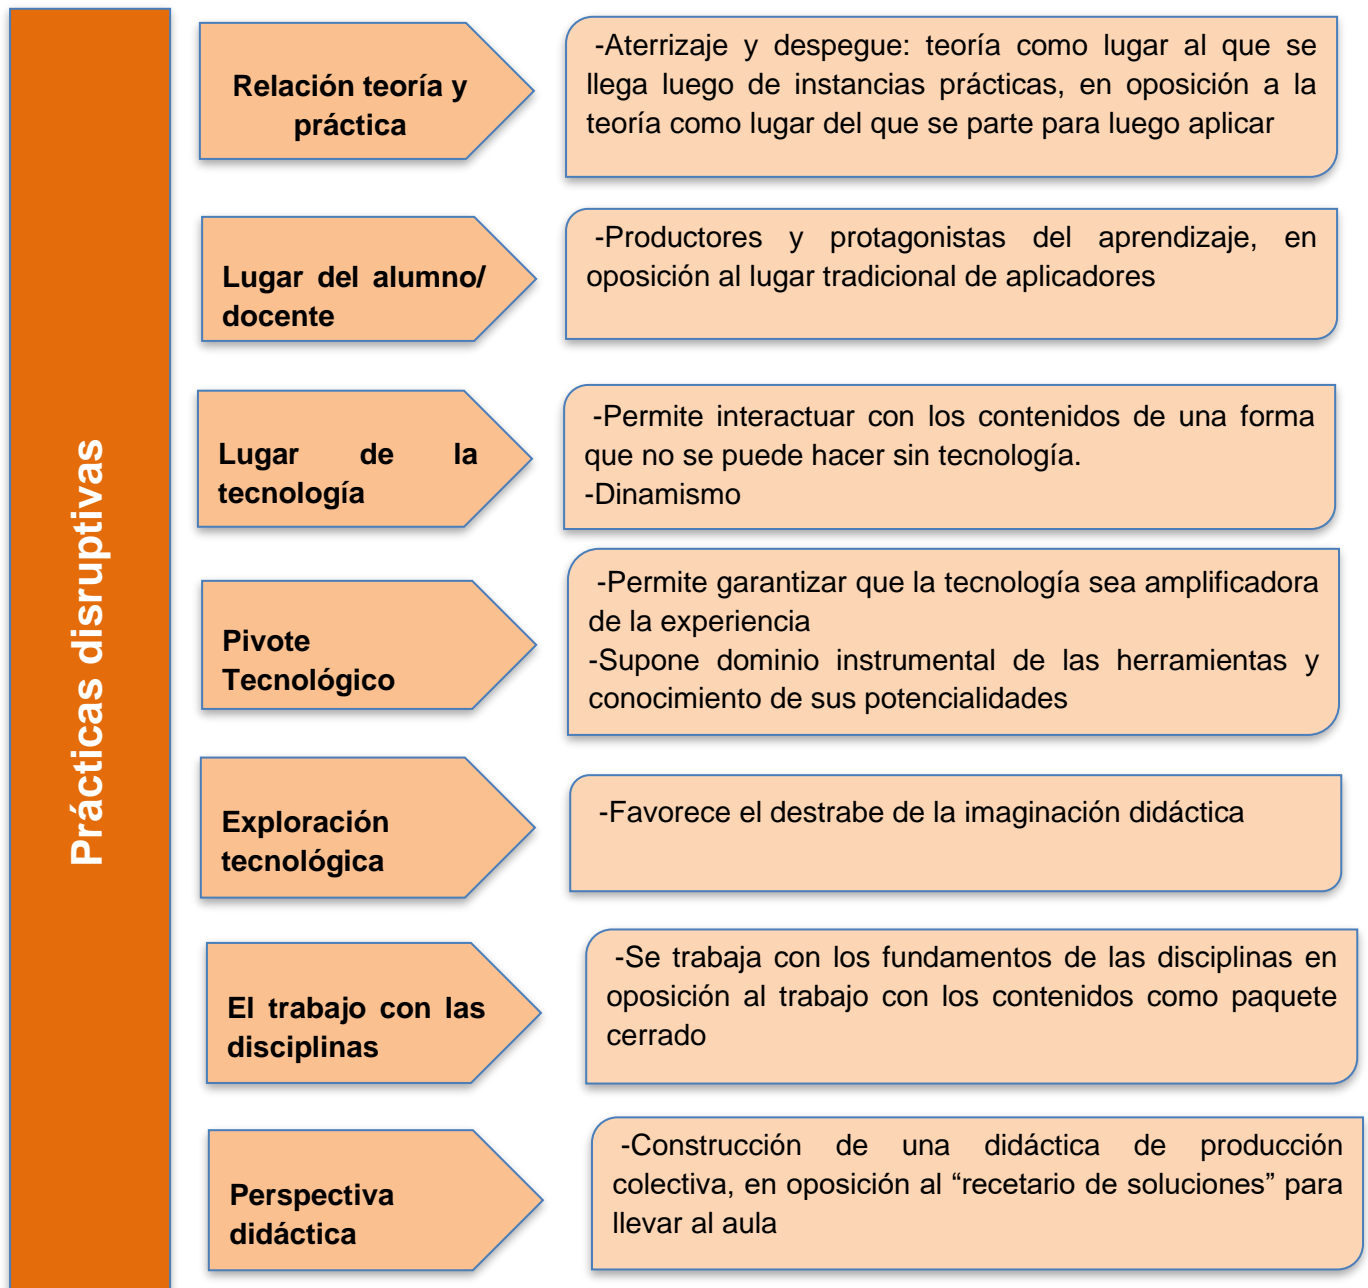 Prácticas disruptivas
Relación teoría y
práctica
-Aterrizaje y despegue: teoría como lugar al que se
llega luego de instancias prácticas, en oposición a la
teoría como lugar del que se parte para luego aplicar
Lugar del alumno/
docente
-Productores y protagonistas del aprendizaje, en
oposición al lugar tradicional de aplicadores
Lugar de la
tecnología
-Permite interactuar con los contenidos de una forma
que no se puede hacer sin tecnología.
-Dinamismo
Pivote
Tecnológico
-Permite garantizar que la tecnología sea amplificadora
de la experiencia
-Supone dominio instrumental de las herramientas y
conocimiento de sus potencialidades
Exploración
tecnológica
-Favorece el destrabe de la imaginación didáctica
El trabajo con las
disciplinas
-Se trabaja con los fundamentos de las disciplinas en
oposición al trabajo con los contenidos como paquete
cerrado
Perspectiva
didáctica
-Construcción de una didáctica de producción
colectiva, en oposición al “recetario de soluciones” para
llevar al aula